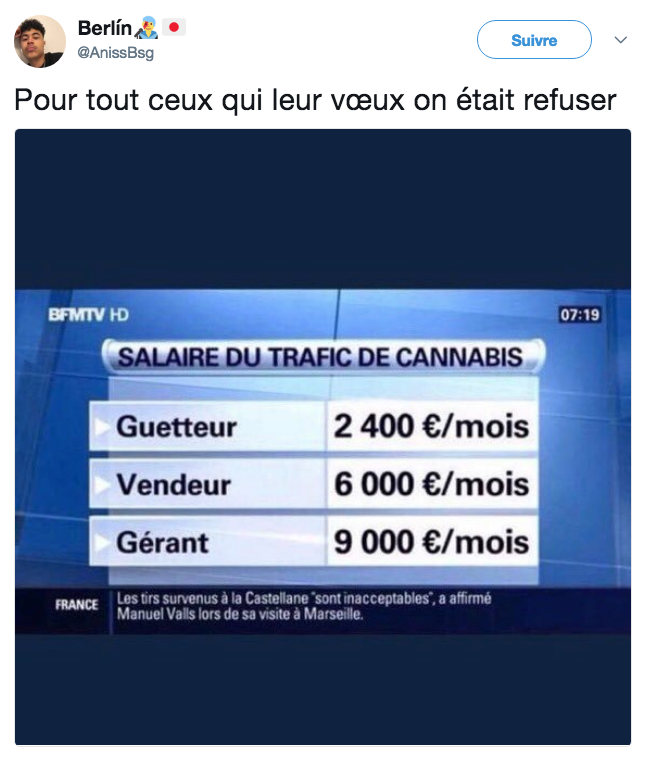 Berlín
@AnissBsg
Suivre
Pour tout ceux qui leur vœux on était refuser
BFMTV HD
07:19
SALAIRE DU TRAFIC DE CANNABIS
Guetteur 2 400 €/mois
Vendeur 6 000 €/mois
Gérant 9 000 €/mois
FRANCE
Les tirs survenus à la Castellane "sont inacceptables", a affirmé
Manuel Valls lors de sa visite à Marseille.